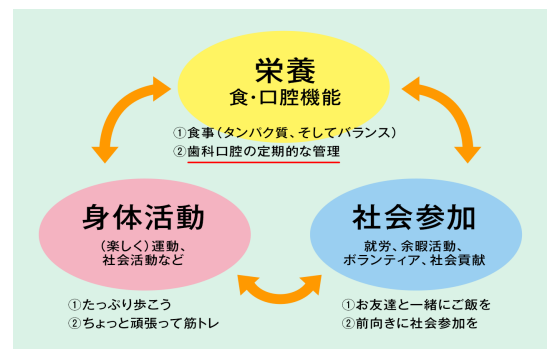 栄養
食・口腔機能
①食事（タンパク質、そしてバランス）
②歯科口腔の定期的な管理
身体活動
（楽しく）運動、
社会活動など
①たっぷり歩こう
②ちょっと頑張って筋トレ
社会参加
就労、余暇活動、
ボランティア、社会貢献
①お友達と一緒にご飯を
②前向きに社会参加を